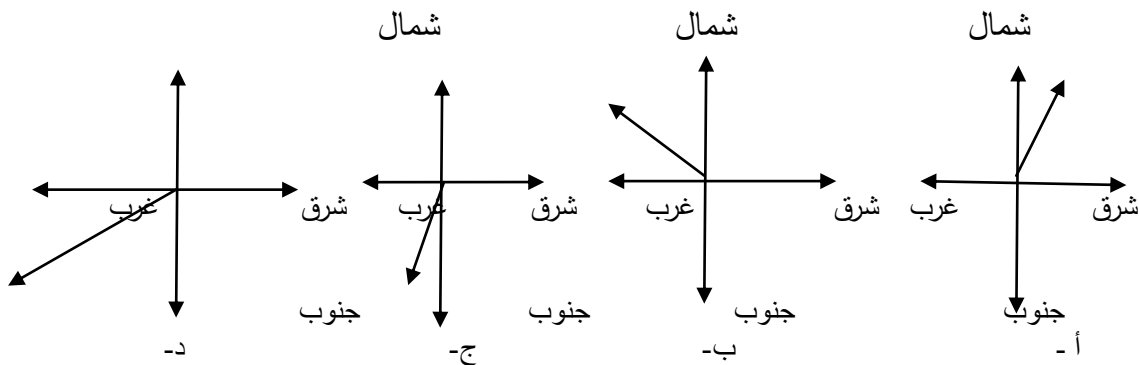 شمال شمال شمال
شرق غرب شرق غرب شرق غرب شرق غرب
جنوب جنوب جنوب جنوب
أ - ب- ج- د-